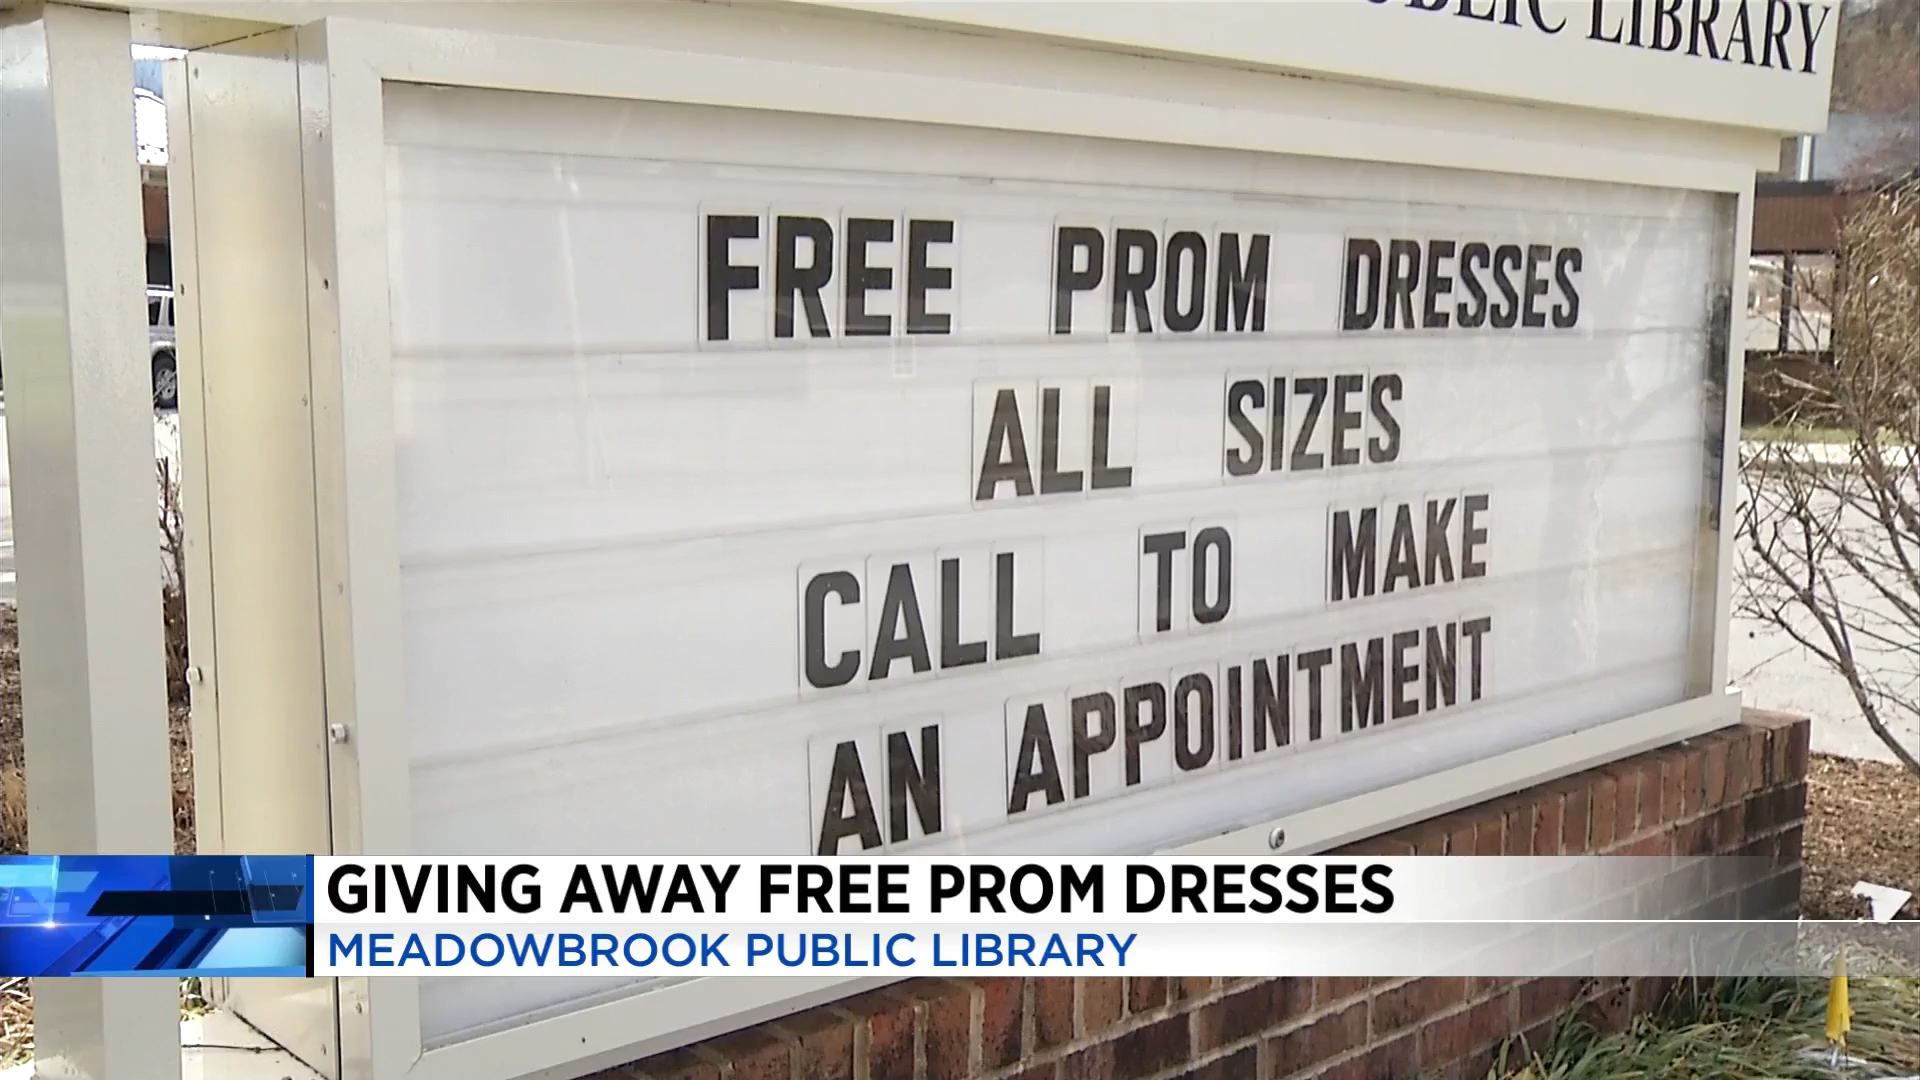 LIBRARY
FREE PROM DRESSES
ALL SIZES
CALL TO MAKE
AN APPOINTMENT
GIVING AWAY FREE PROM DRESSES
MEADOWBROOK PUBLIC LIBRARY